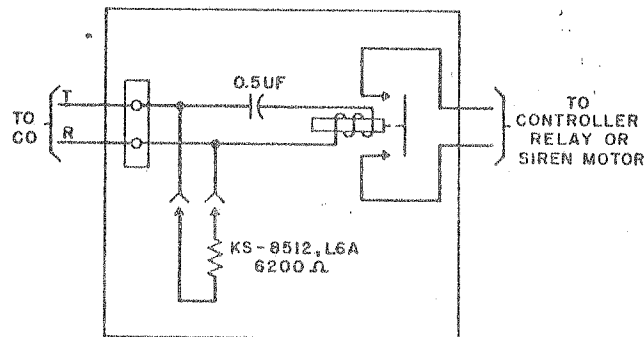 0.5UF
T
TO
CO
R
TO
CONTROLLER
RELAY OR
SIREN MOTOR
KS-8512, L6A
6200 Ω